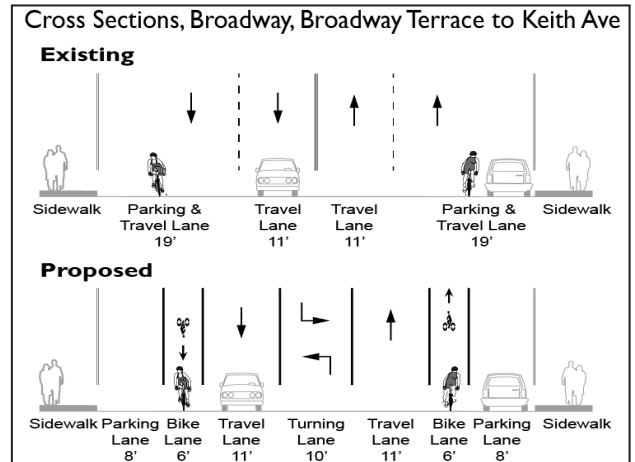 Cross Sections, Broadway, Broadway Terrace to Keith Ave
Existing
Sidewalk Parking & Travel Travel Parking & Sidewalk
Travel Lane Lane Lane Travel Lane
19' 11' 11' 19'
Proposed
Sidewalk Parking Bike Travel Turning Travel Bike Parking Sidewalk
Lane Lane Lane Lane Lane Lane Lane
8' 6' 11' 10' 11' 6' 8'